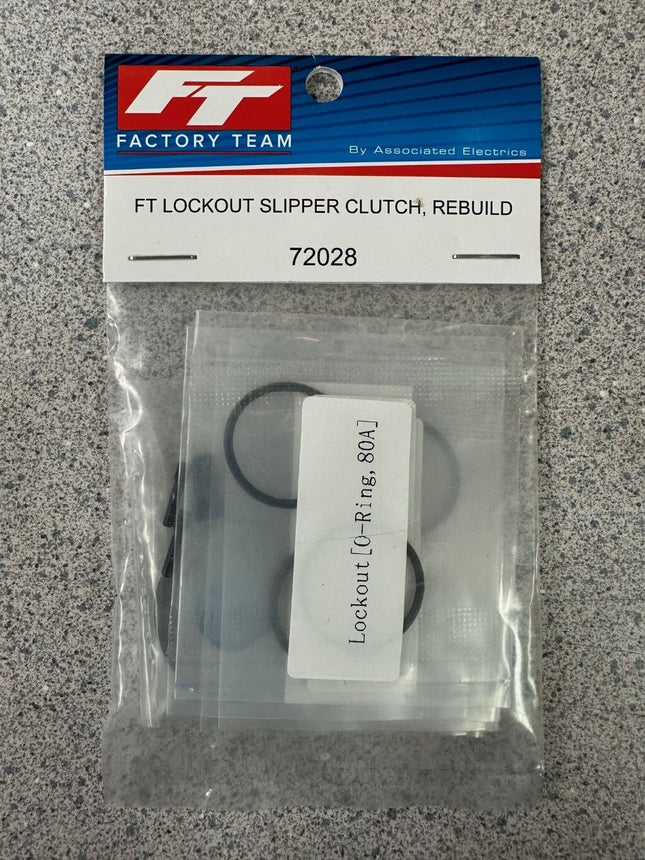 FT
FACTORY TEAM
By Associated Electrics
FT LOCKOUT SLIPPER CLUTCH, REBUILD
72028
Lockout[O-Ring,80A]